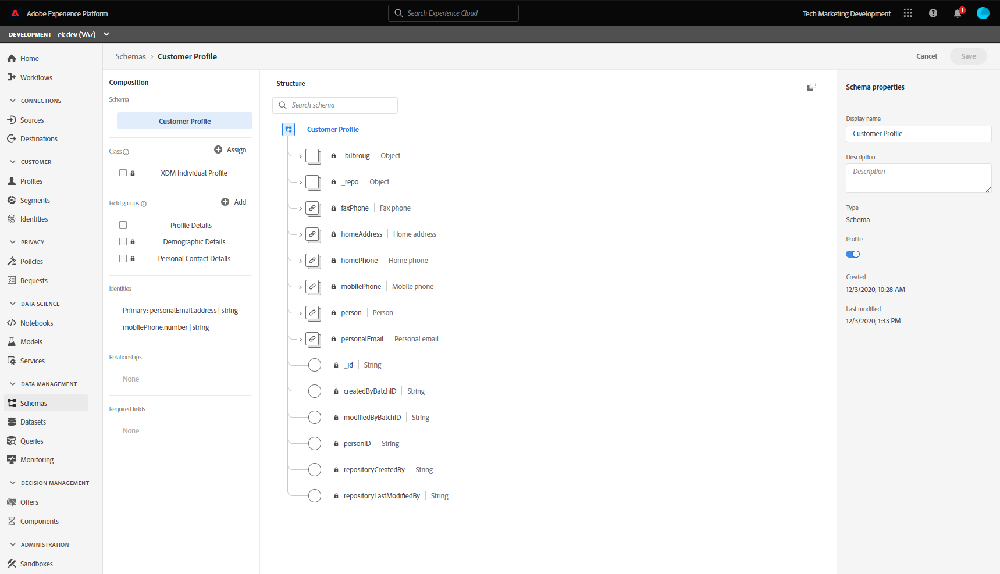 Adobe Experience Platform
Search Experience Cloud
Tech Marketing Development
1
DEVELOPMENT ek dev (VA7)
Home
Workflows
CONNECTIONS
Sources
Destinations
CUSTOMER
Profiles
Segments
Identities
PRIVACY
Policies
Requests
DATA SCIENCE
Notebooks
Models
Services
DATA MANAGEMENT
Schemas
Datasets
Queries
Monitoring
DECISION MANAGEMENT
Offers
Components
ADMINISTRATION
Sandboxes
Schemas > Customer Profile
Cancel
Save
Composition
Schema
Customer Profile
Class
Assign
XDM Individual Profile
Field groups
Add
Profile Details
Demographic Details
Personal Contact Details
Identities
Primary: personalEmail.address | string
mobilePhone.number | string
Relationships
None
Required fields
None
Structure
Search schema
Customer Profile
_bilbroug | Object
_repo | Object
faxPhone | Fax phone
homeAddress | Home address
homePhone | Home phone
mobilePhone | Mobile phone
person | Person
personalEmail | Personal email
_id | String
createdByBatchID | String
modifiedByBatchID | String
personID | String
repositoryCreatedBy | String
repositoryLastModifiedBy | String
Schema properties
Display name
Customer Profile
Description
Description
Type
Schema
Profile
Created
12/3/2020, 10:28 AM
Last modified
12/3/2020, 1:33 PM